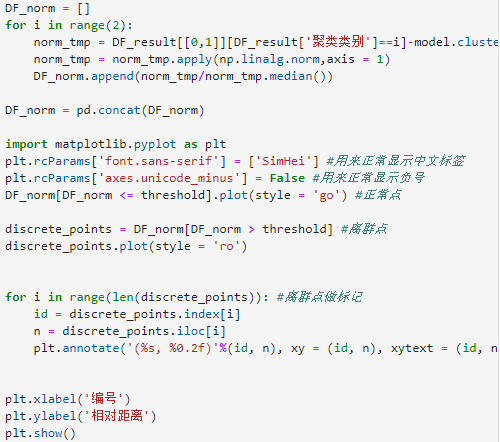 DF_norm = []
for i in range(2):
    norm_tmp = DF_result[[0,1]][DF_result['聚类类别']==i]-model.cluste
    norm_tmp = norm_tmp.apply(np.linalg.norm,axis = 1)
    DF_norm.append(norm_tmp/norm_tmp.median())
DF_norm = pd.concat(DF_norm)
import matplotlib.pyplot as plt
plt.rcParams['font.sans-serif'] = ['SimHei'] #用来正常显示中文标签
plt.rcParams['axes.unicode_minus'] = False #用来正常显示负号
DF_norm[DF_norm <= threshold].plot(style = 'go') #正常点
discrete_points = DF_norm[DF_norm > threshold] #离群点
discrete_points.plot(style = 'ro')
for i in range(len(discrete_points)): #离群点做标记
    id = discrete_points.index[i]
    n = discrete_points.iloc[i]
    plt.annotate('(%s, %0.2f)'%(id, n), xy = (id, n), xytext = (id, n
plt.xlabel('编号')
plt.ylabel('相对距离')
plt.show()